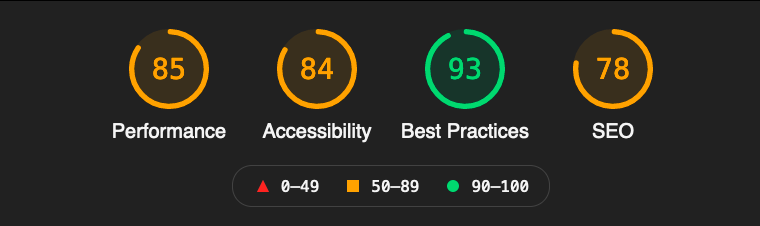 85 84 93 78
Performance Accessibility Best Practices SEO
0–49 50–89 90–100